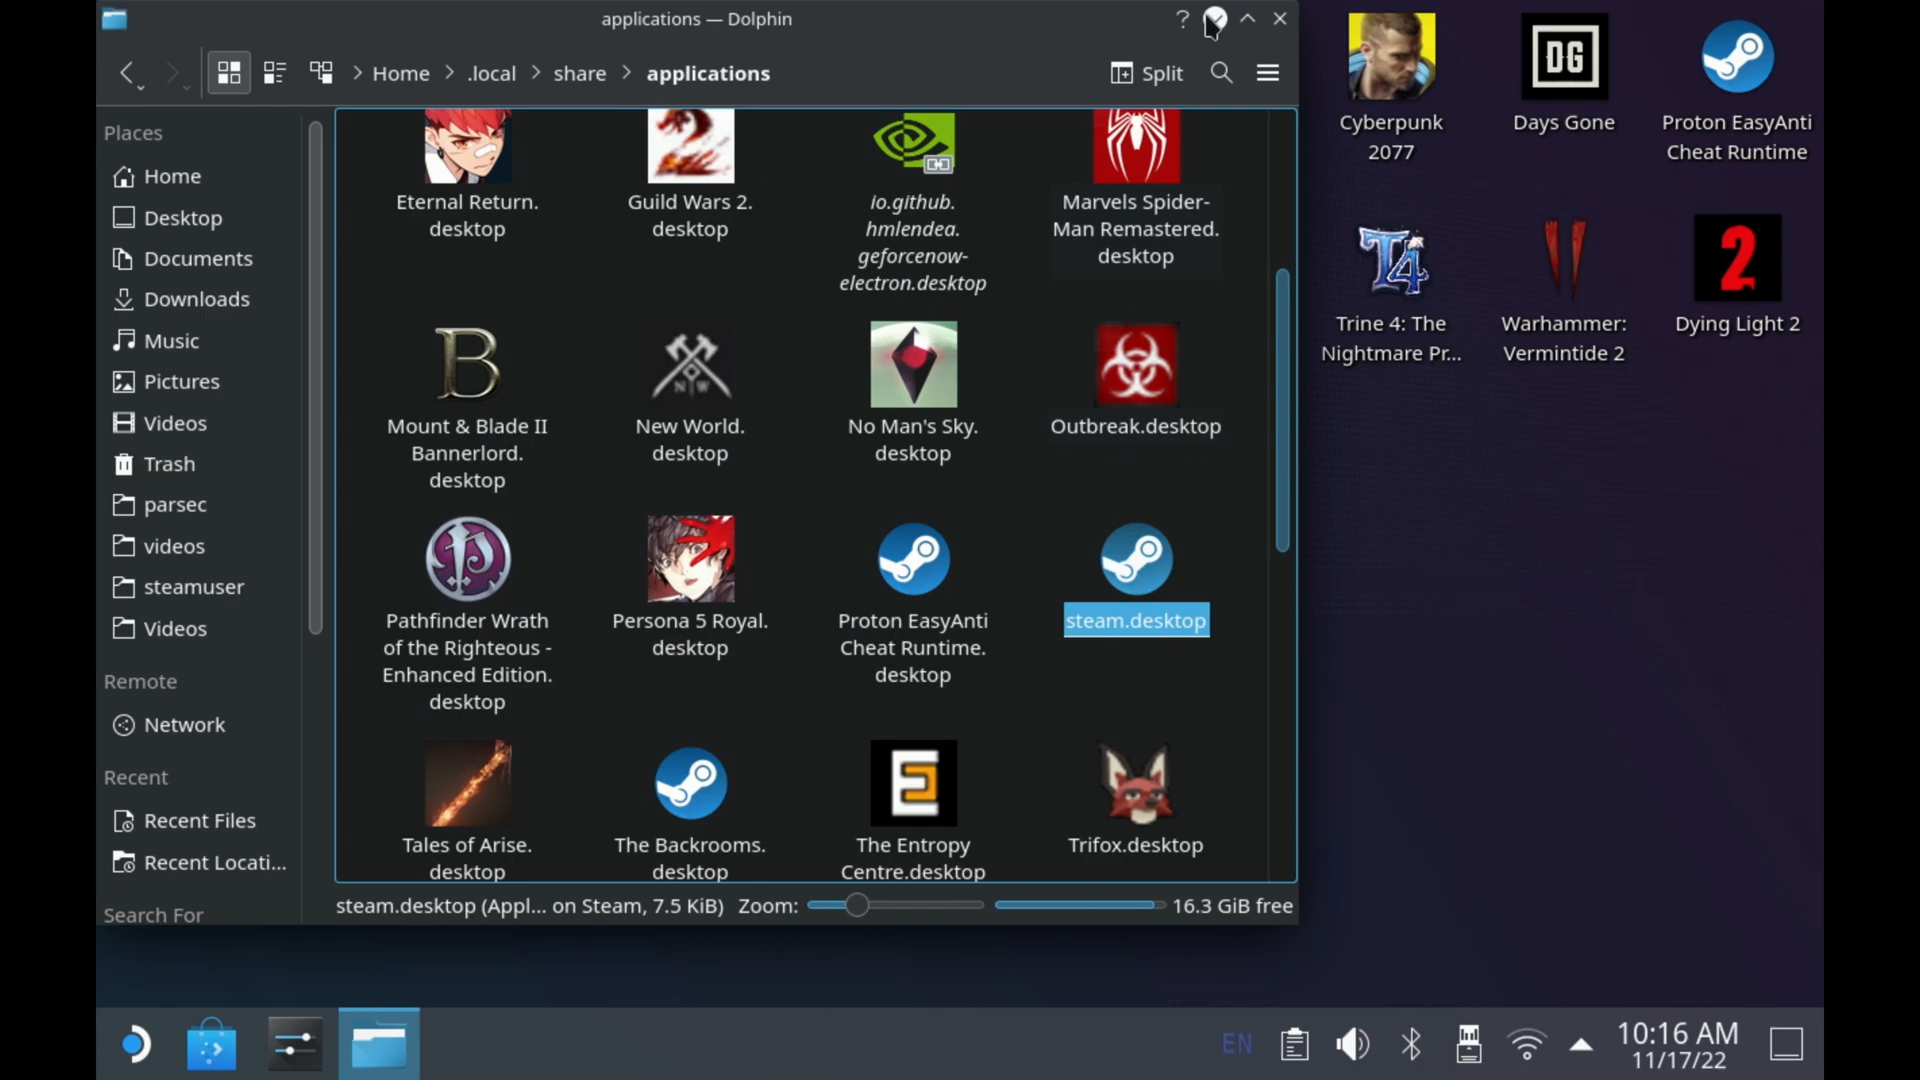 applications — Dolphin
?
Home
.local
share
applications
Split
Places
Home
Desktop
Documents
Downloads
Music
Pictures
Videos
Trash
parsec
videos
steamuser
Videos
Remote
Network
Recent
Recent Files
Recent Locati...
Search For
Eternal Return.
desktop
Guild Wars 2.
desktop
io.github.
hmlendea.
geforcenow-
electron.desktop
Marvels Spider-
Man Remastered.
desktop
B
Mount & Blade II
Bannerlord.
desktop
N W
New World.
desktop
No Man's Sky.
desktop
Outbreak.desktop
Pathfinder Wrath
of the Righteous -
Enhanced Edition.
desktop
Persona 5 Royal.
desktop
Proton EasyAnti
Cheat Runtime.
desktop
steam.desktop
Tales of Arise.
desktop
The Backrooms.
desktop
The Entropy
Centre.desktop
Trifox.desktop
steam.desktop (Appl... on Steam, 7.5 KiB)
Zoom:
16.3 GiB free
Cyberpunk
2077
DG
Days Gone
Proton EasyAnti
Cheat Runtime
T4
Trine 4: The
Nightmare Pr...
Warhammer:
Vermintide 2
2
Dying Light 2
EN
10:16 AM
11/17/22